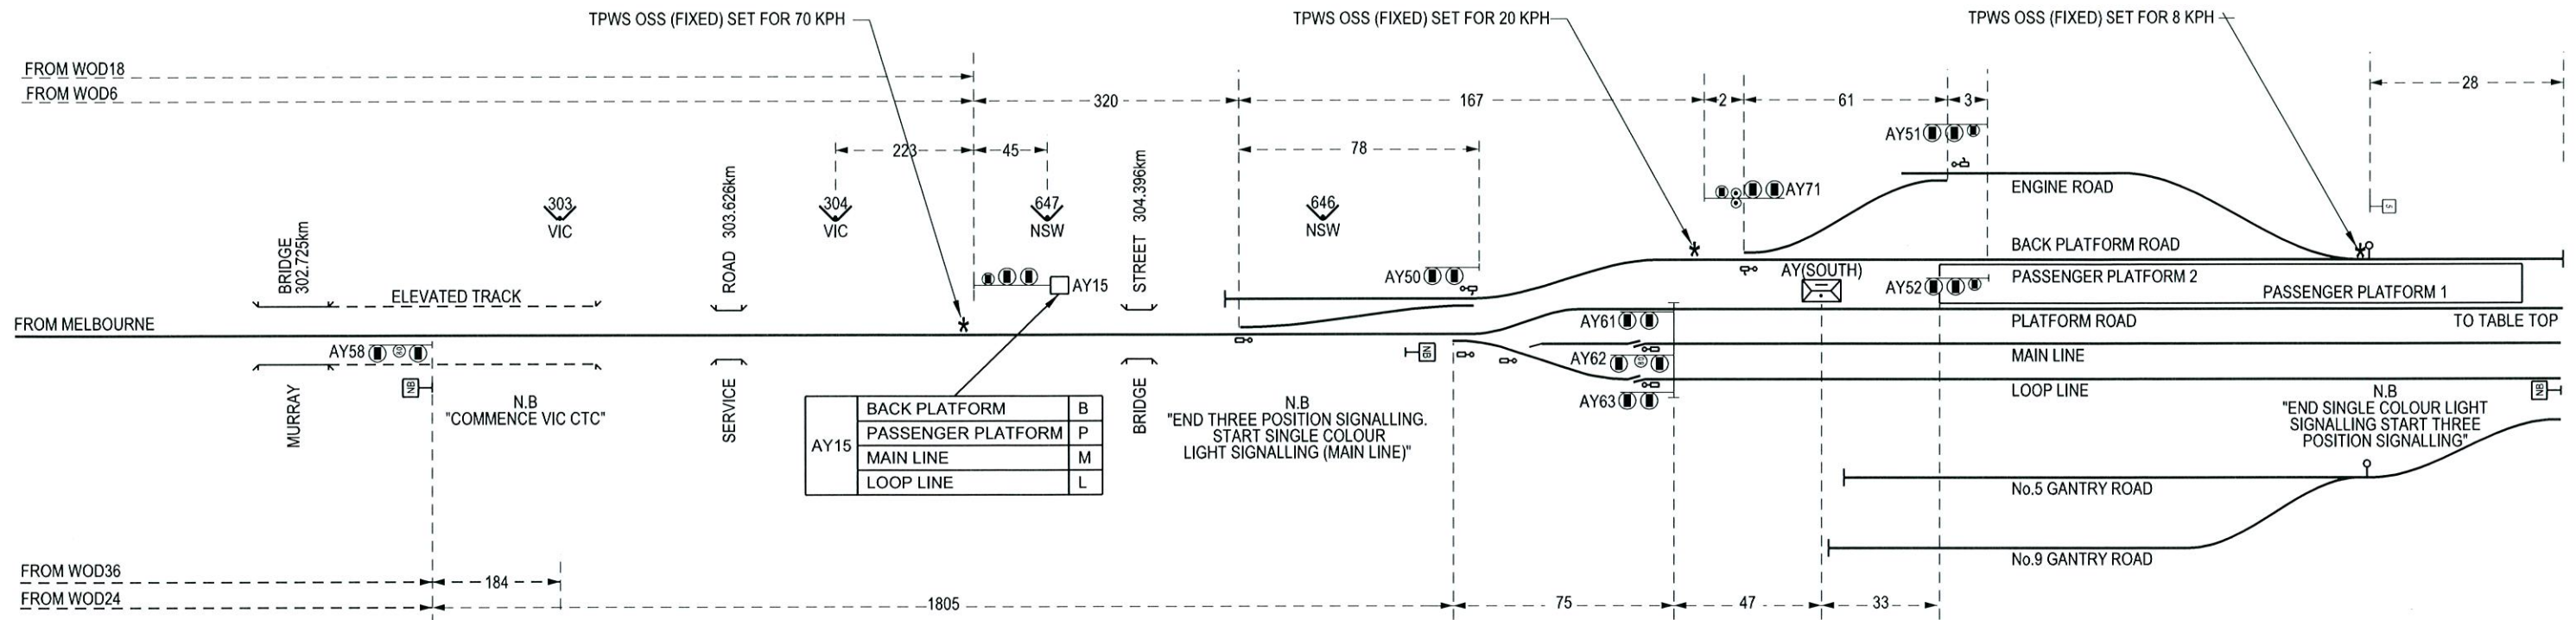 TPWS OSS (FIXED) SET FOR 70 KPH
TPWS OSS (FIXED) SET FOR 20 KPH
TPWS OSS (FIXED) SET FOR 8 KPH
FROM WOD18
FROM WOD6
320
167
2
61
3
28
223
45
78
AY51
303
VIC
304
VIC
647
NSW
646
NSW
AY71
ENGINE ROAD
5
BRIDGE
302.725km
ROAD 303.626km
STREET 304.396km
BACK PLATFORM ROAD
ELEVATED TRACK
AY15
AY50
AY(SOUTH)
PASSENGER PLATFORM 2
AY52
PASSENGER PLATFORM 1
FROM MELBOURNE
AY61
PLATFORM ROAD
TO TABLE TOP
AY58
NB
AY62
MAIN LINE
NB
MURRAY
SERVICE
BRIDGE
AY63
LOOP LINE
NB
N.B
"COMMENCE VIC CTC"
AY15
BACK PLATFORM B
PASSENGER PLATFORM P
MAIN LINE M
LOOP LINE L
N.B
"END THREE POSITION SIGNALLING.
START SINGLE COLOUR
LIGHT SIGNALLING (MAIN LINE)"
N.B
"END SINGLE COLOUR LIGHT
SIGNALLING START THREE
POSITION SIGNALLING"
No.5 GANTRY ROAD
No.9 GANTRY ROAD
FROM WOD36
184
FROM WOD24
1805
75
47
33